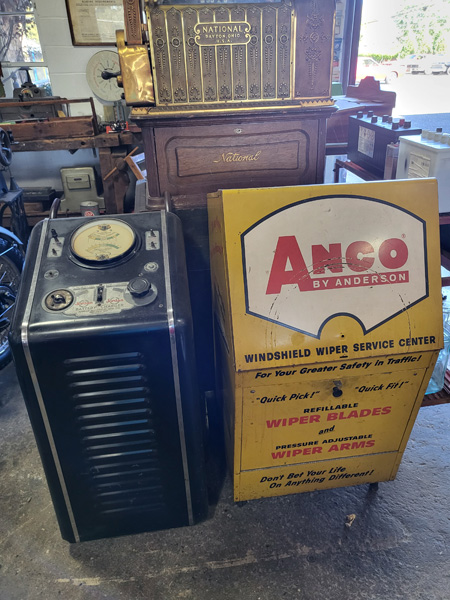 NATIONAL
DAYTON, OHIO
U.S.A.
National
ANCO®
BY ANDERSON
WINDSHIELD WIPER SERVICE CENTER
For Your Greater Safety in Traffic!
"Quick Pick!" "Quick Fit!"
REFILLABLE
WIPER BLADES
and
PRESSURE ADJUSTABLE
WIPER ARMS
Don't Bet Your Life
On Anything Different!